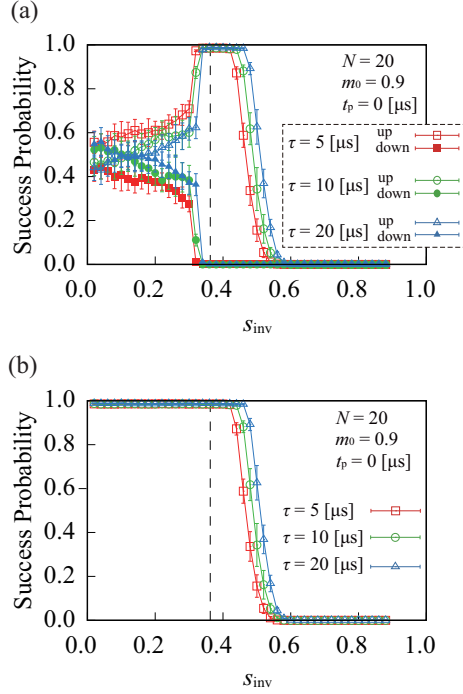 (a)
Success Probability
1.0
0.8
0.6
0.4
0.2
0.0
N = 20
m₀ = 0.9
tₚ = 0 [μs]
τ = 5 [μs] up
down
τ = 10 [μs] up
down
τ = 20 [μs] up
down
0.0 0.2 0.4 0.6 0.8 1.0
s_inv
(b)
Success Probability
1.0
0.8
0.6
0.4
0.2
0.0
N = 20
m₀ = 0.9
tₚ = 0 [μs]
τ = 5 [μs]
τ = 10 [μs]
τ = 20 [μs]
0.0 0.2 0.4 0.6 0.8 1.0
s_inv